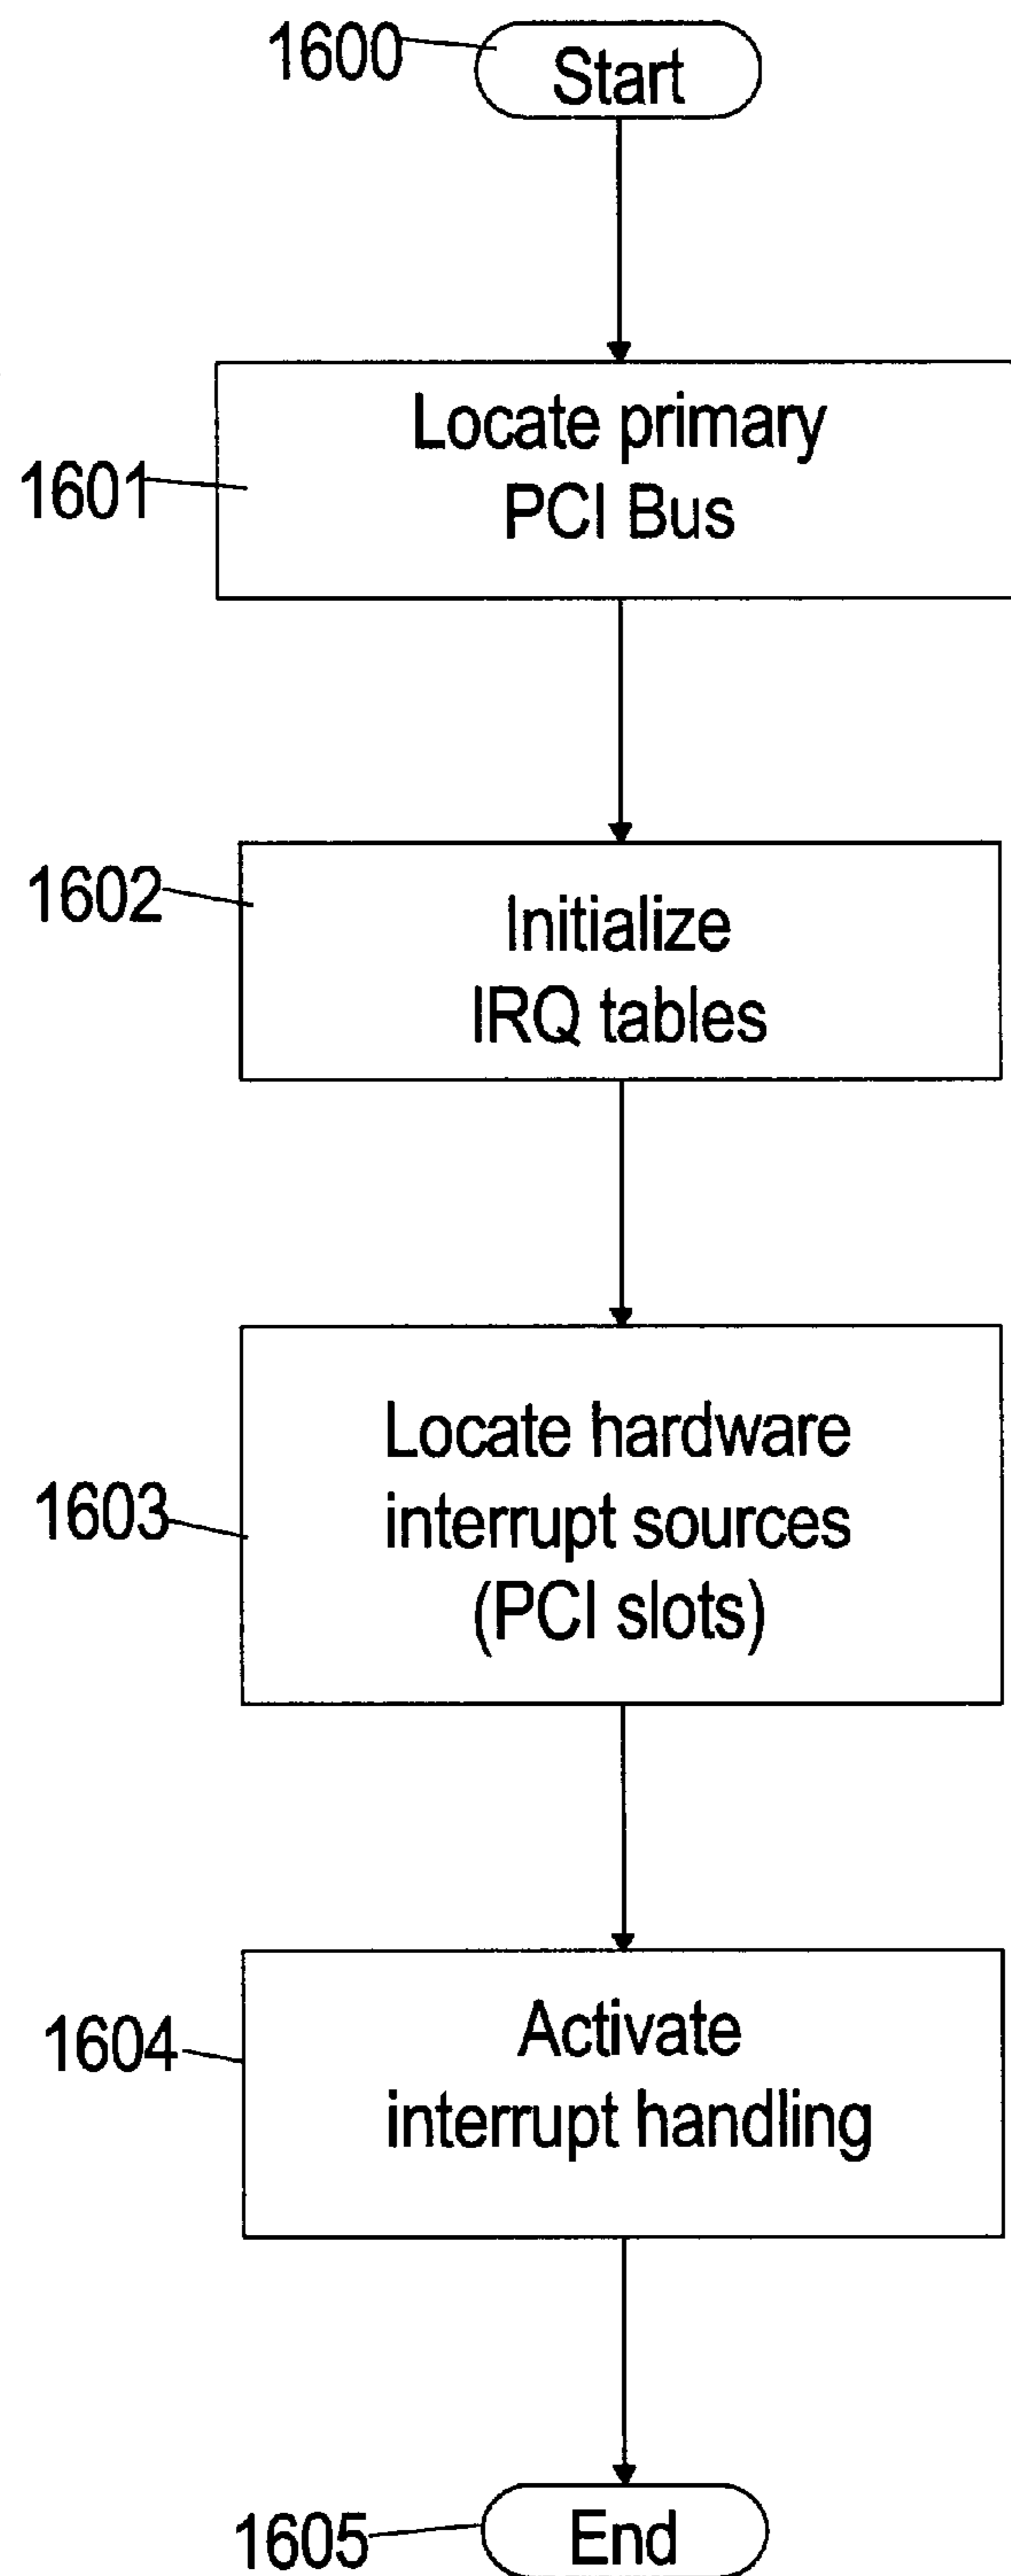 1600
Start
Locate primary
1601
PCI Bus
1602
Initialize
IRQ tables
Locate hardware
1603
interrupt sources
(PCI slots)
1604
Activate
interrupt handling
1605
End